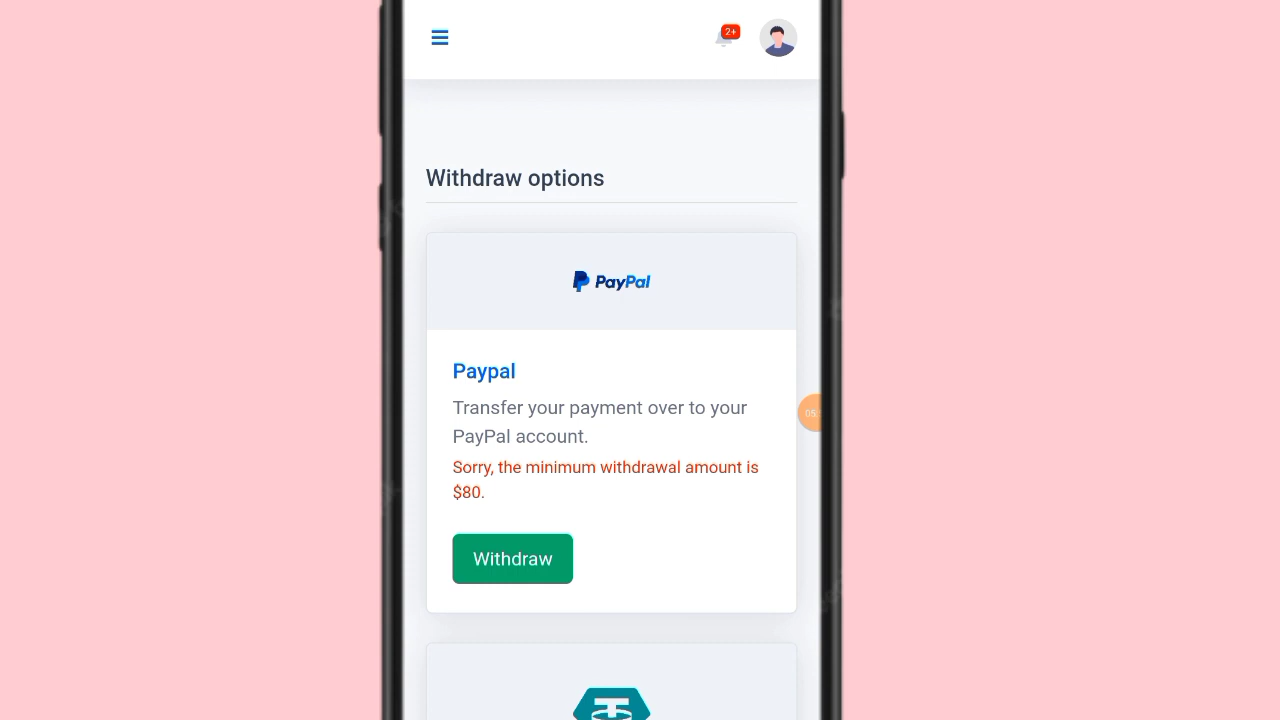 2+
Withdraw options
PayPal
Paypal
Transfer your payment over to your
PayPal account.
Sorry, the minimum withdrawal amount is
$80.
Withdraw